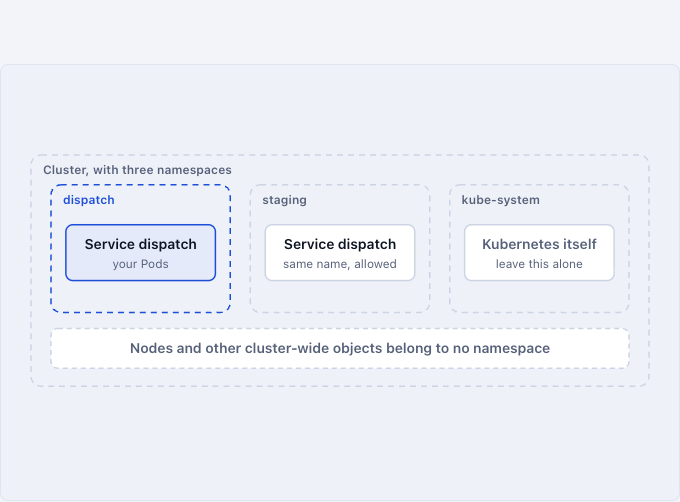 Cluster, with three namespaces
dispatch
Service dispatch
your Pods
staging
Service dispatch
same name, allowed
kube-system
Kubernetes itself
leave this alone
Nodes and other cluster-wide objects belong to no namespace